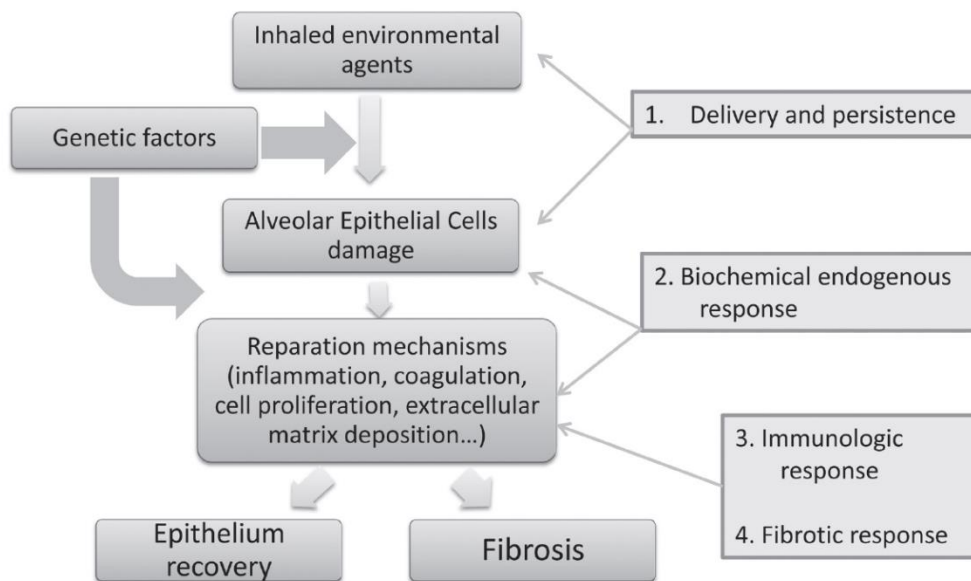 Inhaled environmental
agents
1. Delivery and persistence
Genetic factors
Alveolar Epithelial Cells
damage
2. Biochemical endogenous
response
Reparation mechanisms
(inflammation, coagulation,
cell proliferation, extracellular
matrix deposition...)
3. Immunologic
response
4. Fibrotic response
Epithelium
recovery
Fibrosis